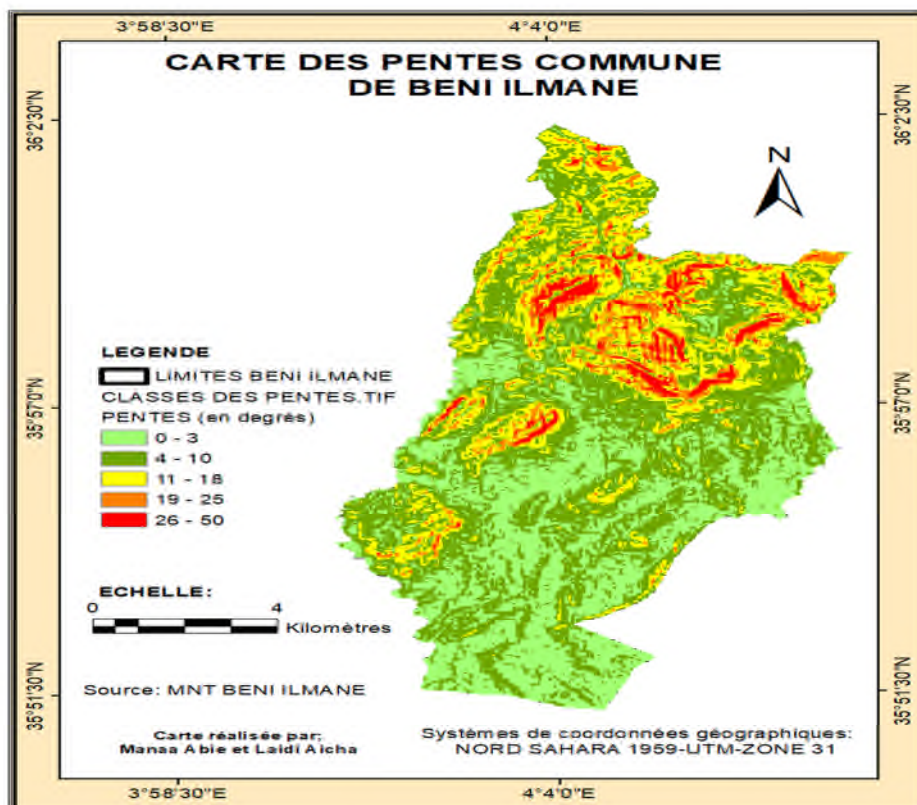 3°58'30"E
4°4'0"E
CARTE DES PENTES COMMUNE
DE BENI ILMANE
36°2'30"N
36°2'30"N
N
LEGENDE
LIMITES BENI ILMANE
CLASSES DES PENTES.TIF
PENTES (en degrès)
0 - 3
4 - 10
11 - 18
19 - 25
26 - 50
35°57'0"N
35°57'0"N
ECHELLE:
0 4
Kilomètres
Source: MNT BENI ILMANE
35°51'30"N
35°51'30"N
Carte réalisée par:
Manaa Abie et Laidi Aicha
Systèmes de coordonnées géographiques:
NORD SAHARA 1959-UTM-ZONE 31
3°58'30"E
4°4'0"E